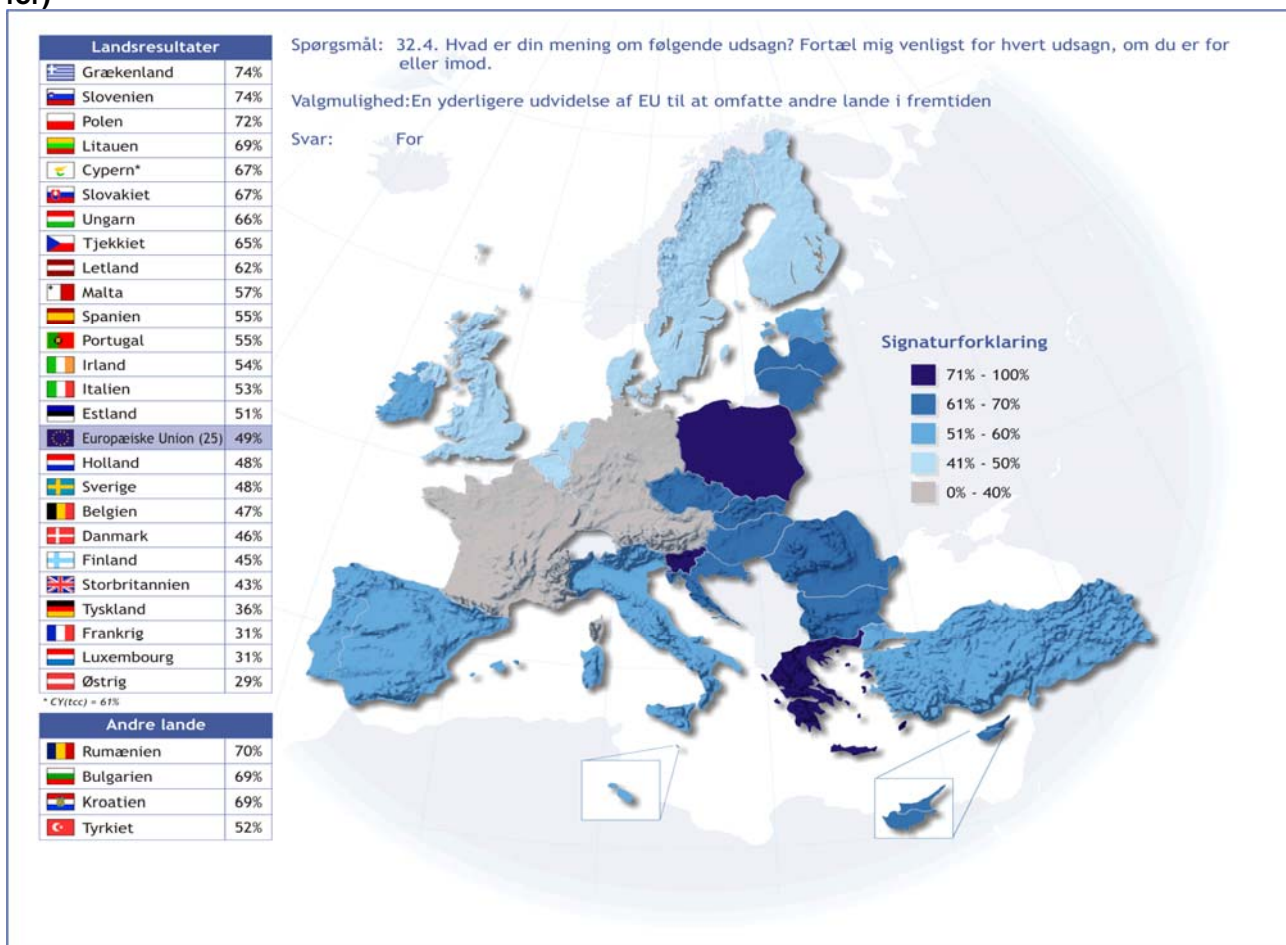 for)
Landsresultater
Grækenland 74%
Slovenien 74%
Polen 72%
Litauen 69%
Cypern* 67%
Slovakiet 67%
Ungarn 66%
Tjekkiet 65%
Letland 62%
Malta 57%
Spanien 55%
Portugal 55%
Irland 54%
Italien 53%
Estland 51%
Europæiske Union (25) 49%
Holland 48%
Sverige 48%
Belgien 47%
Danmark 46%
Finland 45%
Storbritannien 43%
Tyskland 36%
Frankrig 31%
Luxembourg 31%
Østrig 29%
* CY(tcc) = 61%
Andre lande
Rumænien 70%
Bulgarien 69%
Kroatien 69%
Tyrkiet 52%
Spørgsmål: 32.4. Hvad er din mening om følgende udsagn? Fortæl mig venligst for hvert udsagn, om du er for
eller imod.
Valgmulighed:En yderligere udvidelse af EU til at omfatte andre lande i fremtiden
Svar: For
Signaturforklaring
71% - 100%
61% - 70%
51% - 60%
41% - 50%
0% - 40%